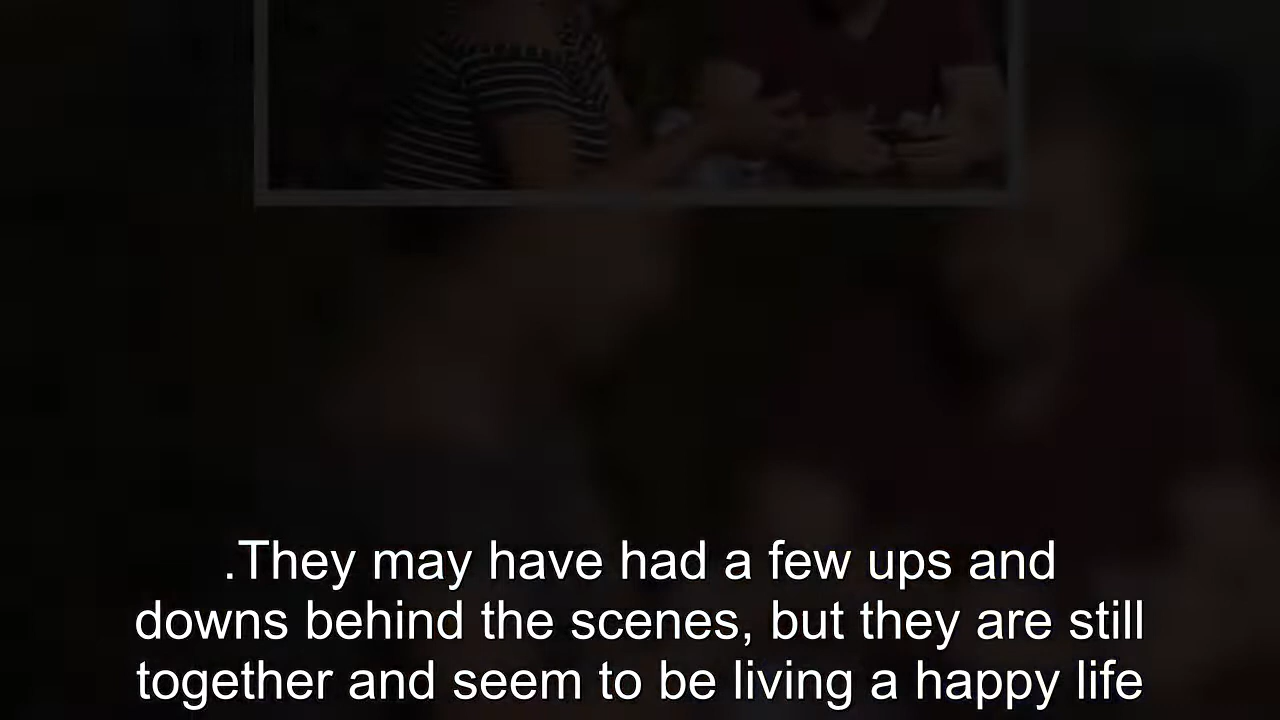 .They may have had a few ups and
downs behind the scenes, but they are still
together and seem to be living a happy life